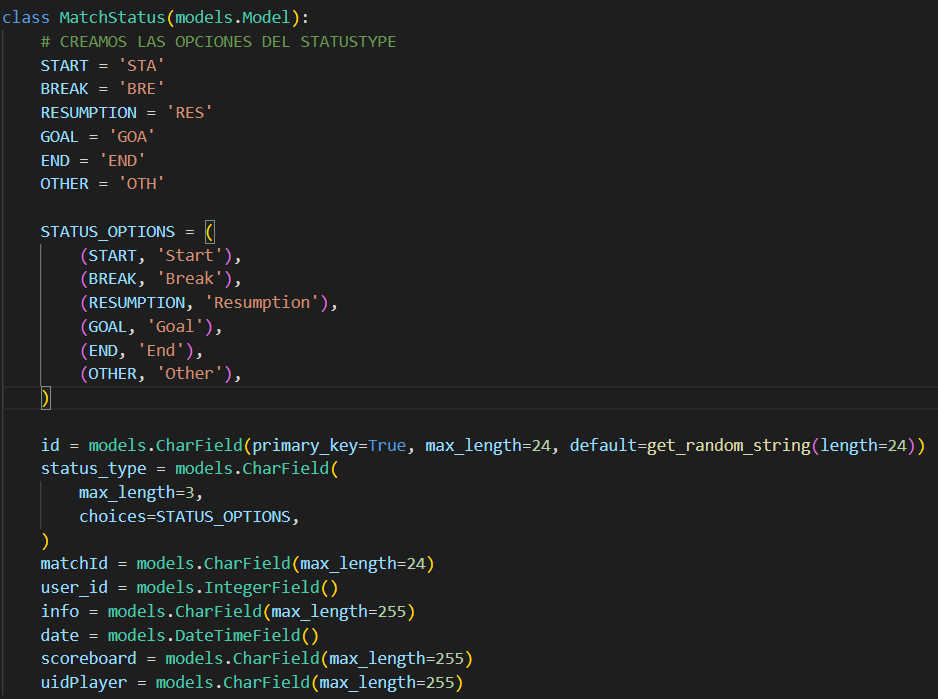 class MatchStatus(models.Model):
    # CREAMOS LAS OPCIONES DEL STATUSTYPE
    START = 'STA'
    BREAK = 'BRE'
    RESUMPTION = 'RES'
    GOAL = 'GOA'
    END = 'END'
    OTHER = 'OTH'

    STATUS_OPTIONS = (
        (START, 'Start'),
        (BREAK, 'Break'),
        (RESUMPTION, 'Resumption'),
        (GOAL, 'Goal'),
        (END, 'End'),
        (OTHER, 'Other'),
    )

    id = models.CharField(primary_key=True, max_length=24, default=get_random_string(length=24))
    status_type = models.CharField(
        max_length=3,
        choices=STATUS_OPTIONS,
    )
    matchId = models.CharField(max_length=24)
    user_id = models.IntegerField()
    info = models.CharField(max_length=255)
    date = models.DateTimeField()
    scoreboard = models.CharField(max_length=255)
    uidPlayer = models.CharField(max_length=255)